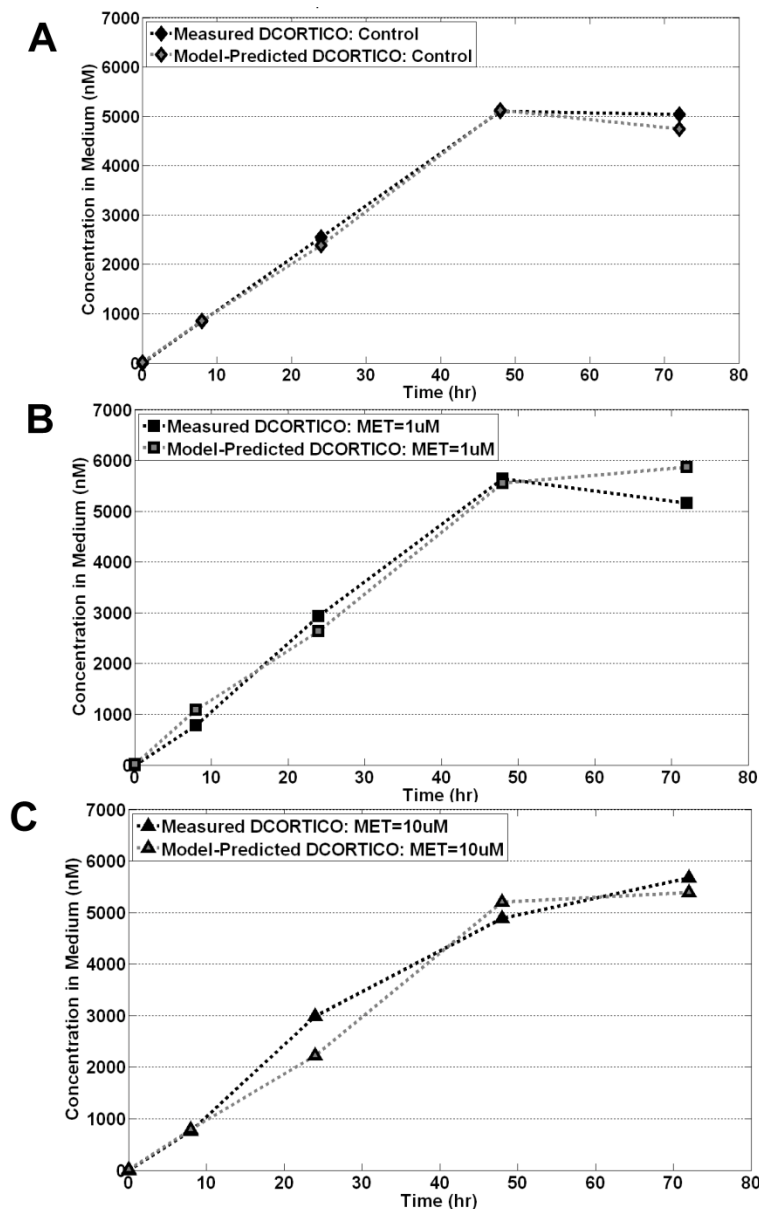 A
Measured DCORTICO: Control
Model-Predicted DCORTICO: Control
Concentration in Medium (nM)
7000
6000
5000
4000
3000
2000
1000
0
0 10 20 30 40 50 60 70 80
Time (hr)
B
Measured DCORTICO: MET=1uM
Model-Predicted DCORTICO: MET=1uM
Concentration in Medium (nM)
7000
6000
5000
4000
3000
2000
1000
0
0 10 20 30 40 50 60 70 80
Time (hr)
C
Measured DCORTICO: MET=10uM
Model-Predicted DCORTICO: MET=10uM
Concentration in Medium (nM)
7000
6000
5000
4000
3000
2000
1000
0
0 10 20 30 40 50 60 70 80
Time (hr)